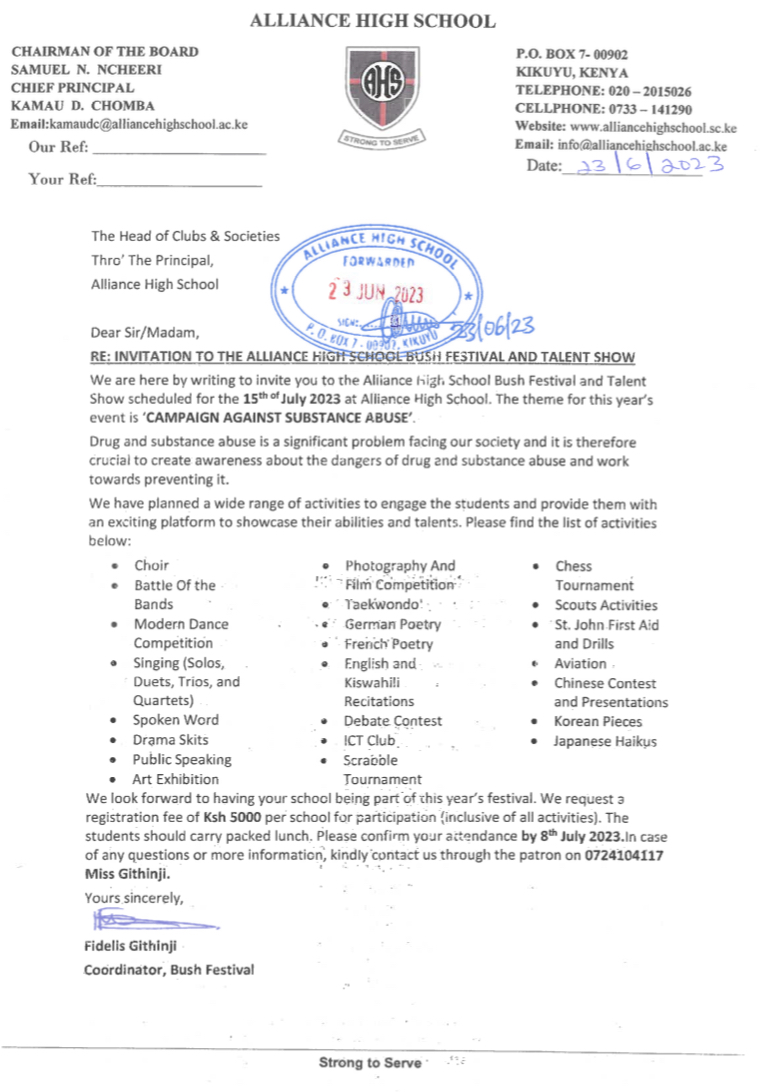 ALLIANCE HIGH SCHOOL
CHAIRMAN OF THE BOARD
SAMUEL N. NCHEERI
CHIEF PRINCIPAL
KAMAU D. CHOMBA
Email:kamaudc@alliancehighschool.ac.ke
Our Ref:
Your Ref:
AHS
STRONG TO SERVE
P.O. BOX 7- 00902
KIKUYU, KENYA
TELEPHONE: 020 – 2015026
CELLPHONE: 0733 – 141290
Website: www.alliancehighschool.sc.ke
Email: info@alliancehighschool.ac.ke
Date: 23/6/2023
The Head of Clubs & Societies
Thro' The Principal,
Alliance High School
ALLIANCE HIGH SCHOOL
FORWARDED
23 JUN 2023
SIGN:
P.O. BOX 7 - 00902, KIKUYU
23/06/23
Dear Sir/Madam,
RE: INVITATION TO THE ALLIANCE HIGH SCHOOL BUSH FESTIVAL AND TALENT SHOW
We are here by writing to invite you to the Alliance High School Bush Festival and Talent
Show scheduled for the 15th of July 2023 at Alliance High School. The theme for this year's
event is 'CAMPAIGN AGAINST SUBSTANCE ABUSE'.
Drug and substance abuse is a significant problem facing our society and it is therefore
crucial to create awareness about the dangers of drug and substance abuse and work
towards preventing it.
We have planned a wide range of activities to engage the students and provide them with
an exciting platform to showcase their abilities and talents. Please find the list of activities
below:
• Choir
• Battle Of the
Bands
• Modern Dance
Competition
• Singing (Solos,
Duets, Trios, and
Quartets)
• Spoken Word
• Drama Skits
• Public Speaking
• Art Exhibition
• Photography And
Film Competition
• Taekwondo
• German Poetry
• French Poetry
• English and
Kiswahili
Recitations
• Debate Contest
• ICT Club
• Scrabble
Tournament
• Chess
Tournament
• Scouts Activities
• St. John First Aid
and Drills
• Aviation
• Chinese Contest
and Presentations
• Korean Pieces
• Japanese Haikus
We look forward to having your school being part of this year's festival. We request a
registration fee of Ksh 5000 per school for participation (inclusive of all activities). The
students should carry packed lunch. Please confirm your attendance by 8th July 2023.In case
of any questions or more information, kindly contact us through the patron on 0724104117
Miss Githinji.
Yours sincerely,
Fidelis Githinji
Coordinator, Bush Festival
Strong to Serve